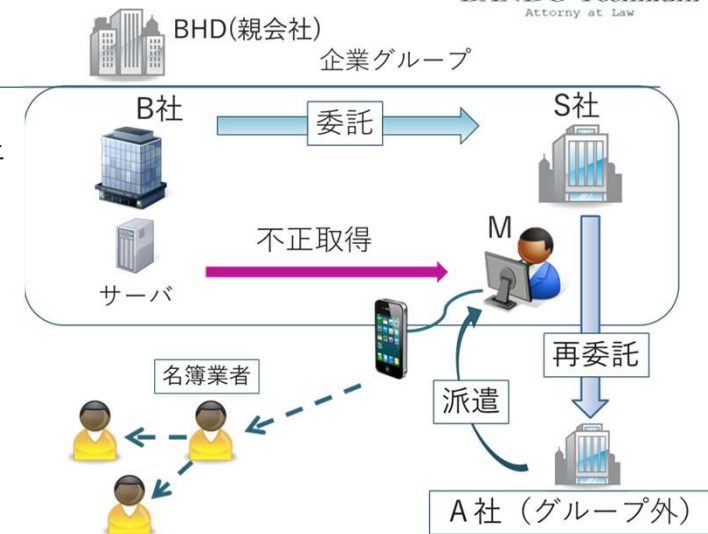 Attorney at Law
BHD(親会社)
企業グループ
B社
委託
S社
不正取得
M
サーバ
再委託
名簿業者
派遣
A社（グループ外）